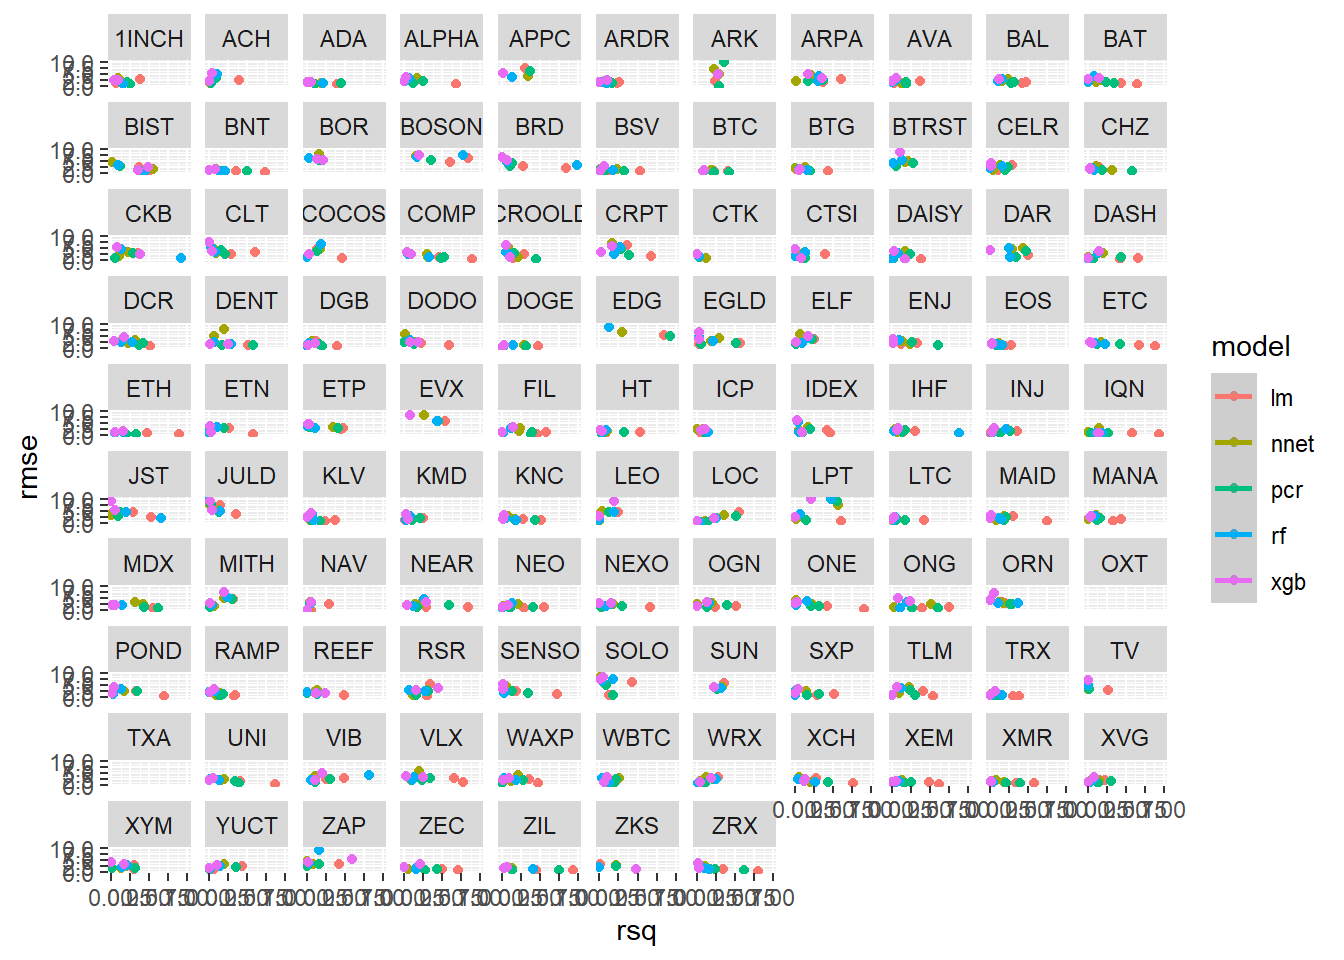 1INCH ACH ADA ALPHA APPC ARDR ARK ARPA AVA BAL BAT
BIST BNT BOR BOSON BRD BSV BTC BTG BTRST CELR CHZ
CKB CLT COCOS COMP CROOLD CRPT CTK CTSI DAISY DAR DASH
DCR DENT DGB DODO DOGE EDG EGLD ELF ENJ EOS ETC
ETH ETN ETP EVX FIL HT ICP IDEX IHF INJ IQN
JST JULD KLV KMD KNC LEO LOC LPT LTC MAID MANA
MDX MITH NAV NEAR NEO NEXO OGN ONE ONG ORN OXT
POND RAMP REEF RSR SENSO SOLO SUN SXP TLM TRX TV
TXA UNI VIB VLX WAXP WBTC WRX XCH XEM XMR XVG
XYM YUCT ZAP ZEC ZIL ZKS ZRX
rmse
rsq
model
lm
nnet
pcr
rf
xgb